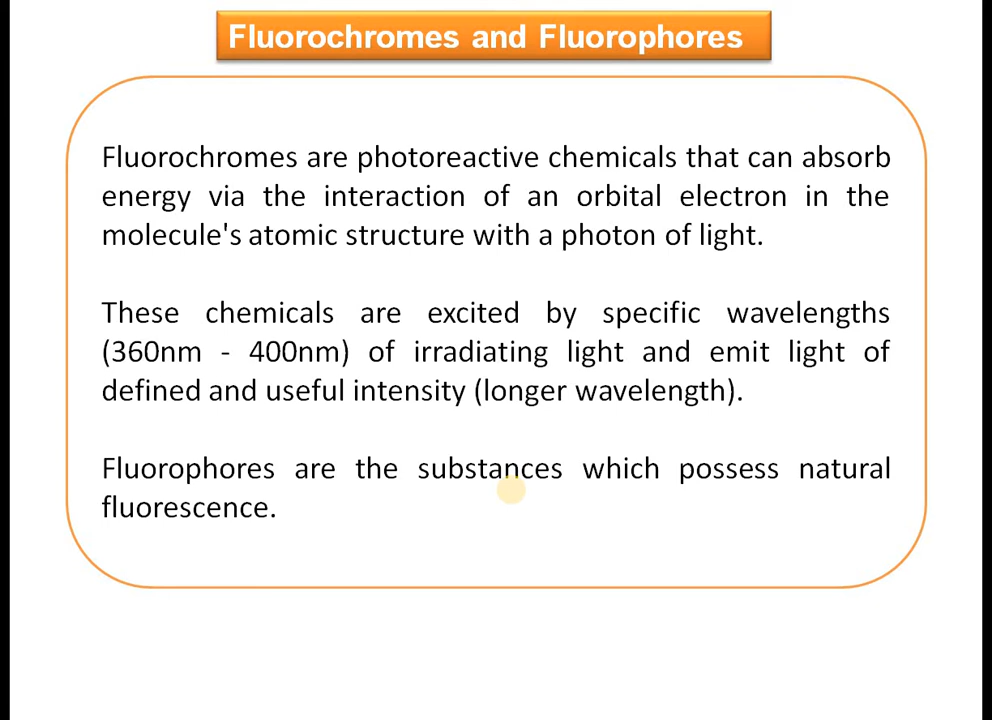 Fluorochromes and Fluorophores
Fluorochromes are photoreactive chemicals that can absorb
energy via the interaction of an orbital electron in the
molecule's atomic structure with a photon of light.
These chemicals are excited by specific wavelengths
(360nm - 400nm) of irradiating light and emit light of
defined and useful intensity (longer wavelength).
Fluorophores are the substances which possess natural
fluorescence.